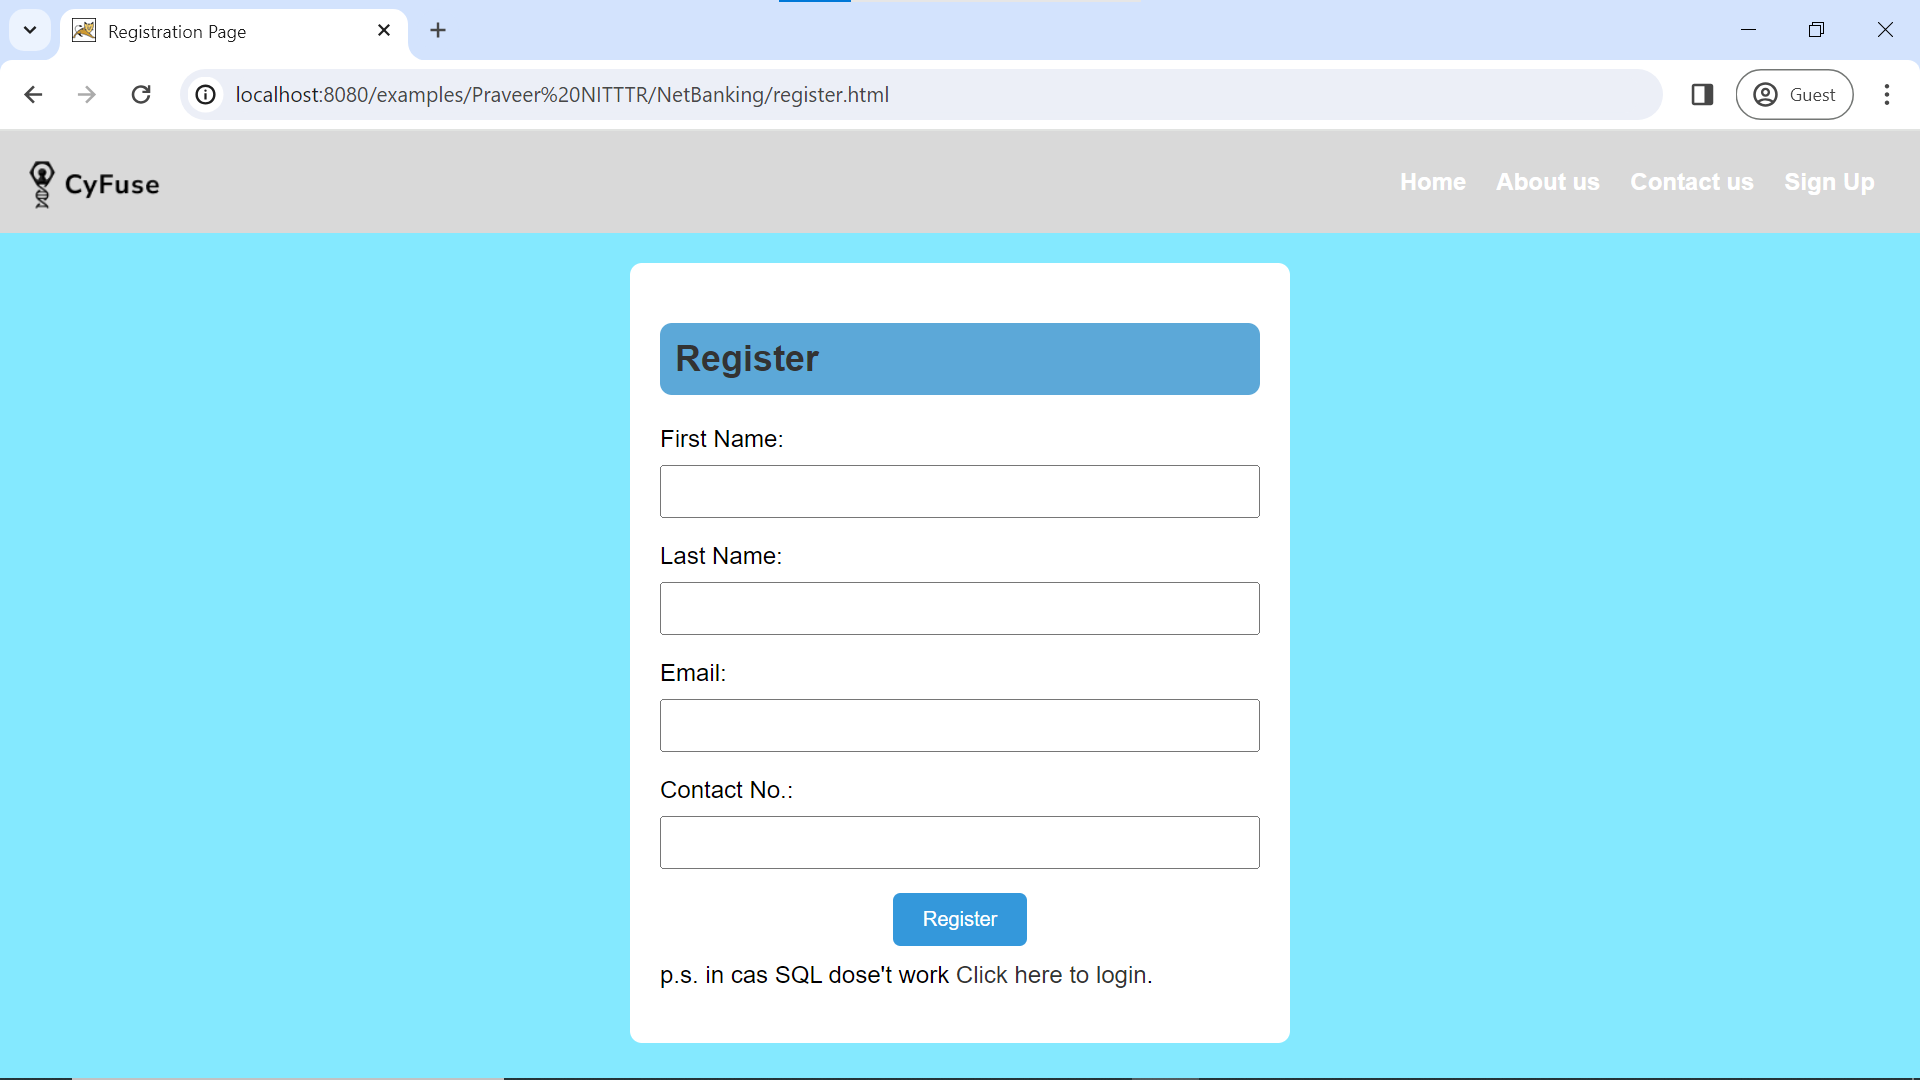 Registration Page
localhost:8080/examples/Praveer%20NITTTR/NetBanking/register.html
Guest
CyFuse
Home About us Contact us Sign Up
Register
First Name:
Last Name:
Email:
Contact No.:
Register
p.s. in cas SQL dose't work Click here to login.